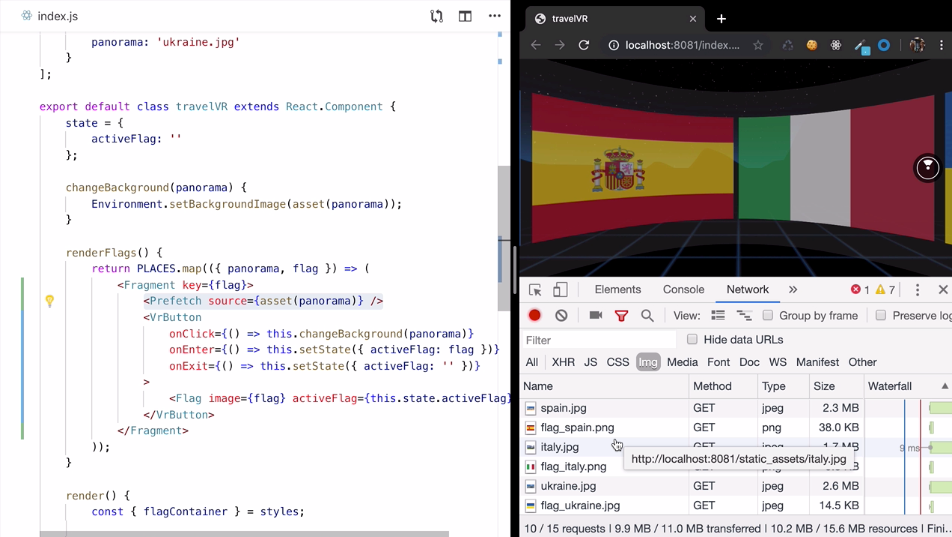 index.js
panorama: 'ukraine.jpg'
}
];
export default class travelVR extends React.Component {
state = {
activeFlag: ''
};
changeBackground(panorama) {
Environment.setBackgroundImage(asset(panorama));
}
renderFlags() {
return PLACES.map(({ panorama, flag }) => (
<Fragment key={flag}>
<Prefetch source={asset(panorama)} />
<VrButton
onClick={() => this.changeBackground(panorama)}
onEnter={() => this.setState({ activeFlag: flag })}
onExit={() => this.setState({ activeFlag: '' })}
>
<Flag image={flag} activeFlag={this.state.activeFlag}
</VrButton>
</Fragment>
));
}
render() {
const { flagContainer } = styles;
travelVR
localhost:8081/index....
Elements Console Network » 1 7
View: Group by frame Preserve log
Filter Hide data URLs
All XHR JS CSS Img Media Font Doc WS Manifest Other
Name Method Type Size Waterfall
spain.jpg GET jpeg 2.3 MB
flag_spain.png GET png 38.0 KB
italy.jpg GET jpeg 1.7 MB 9 ms
http://localhost:8081/static_assets/italy.jpg
flag_italy.png GET
ukraine.jpg GET jpeg 2.6 MB
flag_ukraine.jpg GET jpeg 14.5 KB
10 / 15 requests | 9.9 MB / 11.0 MB transferred | 10.2 MB / 15.6 MB resources | Fini...